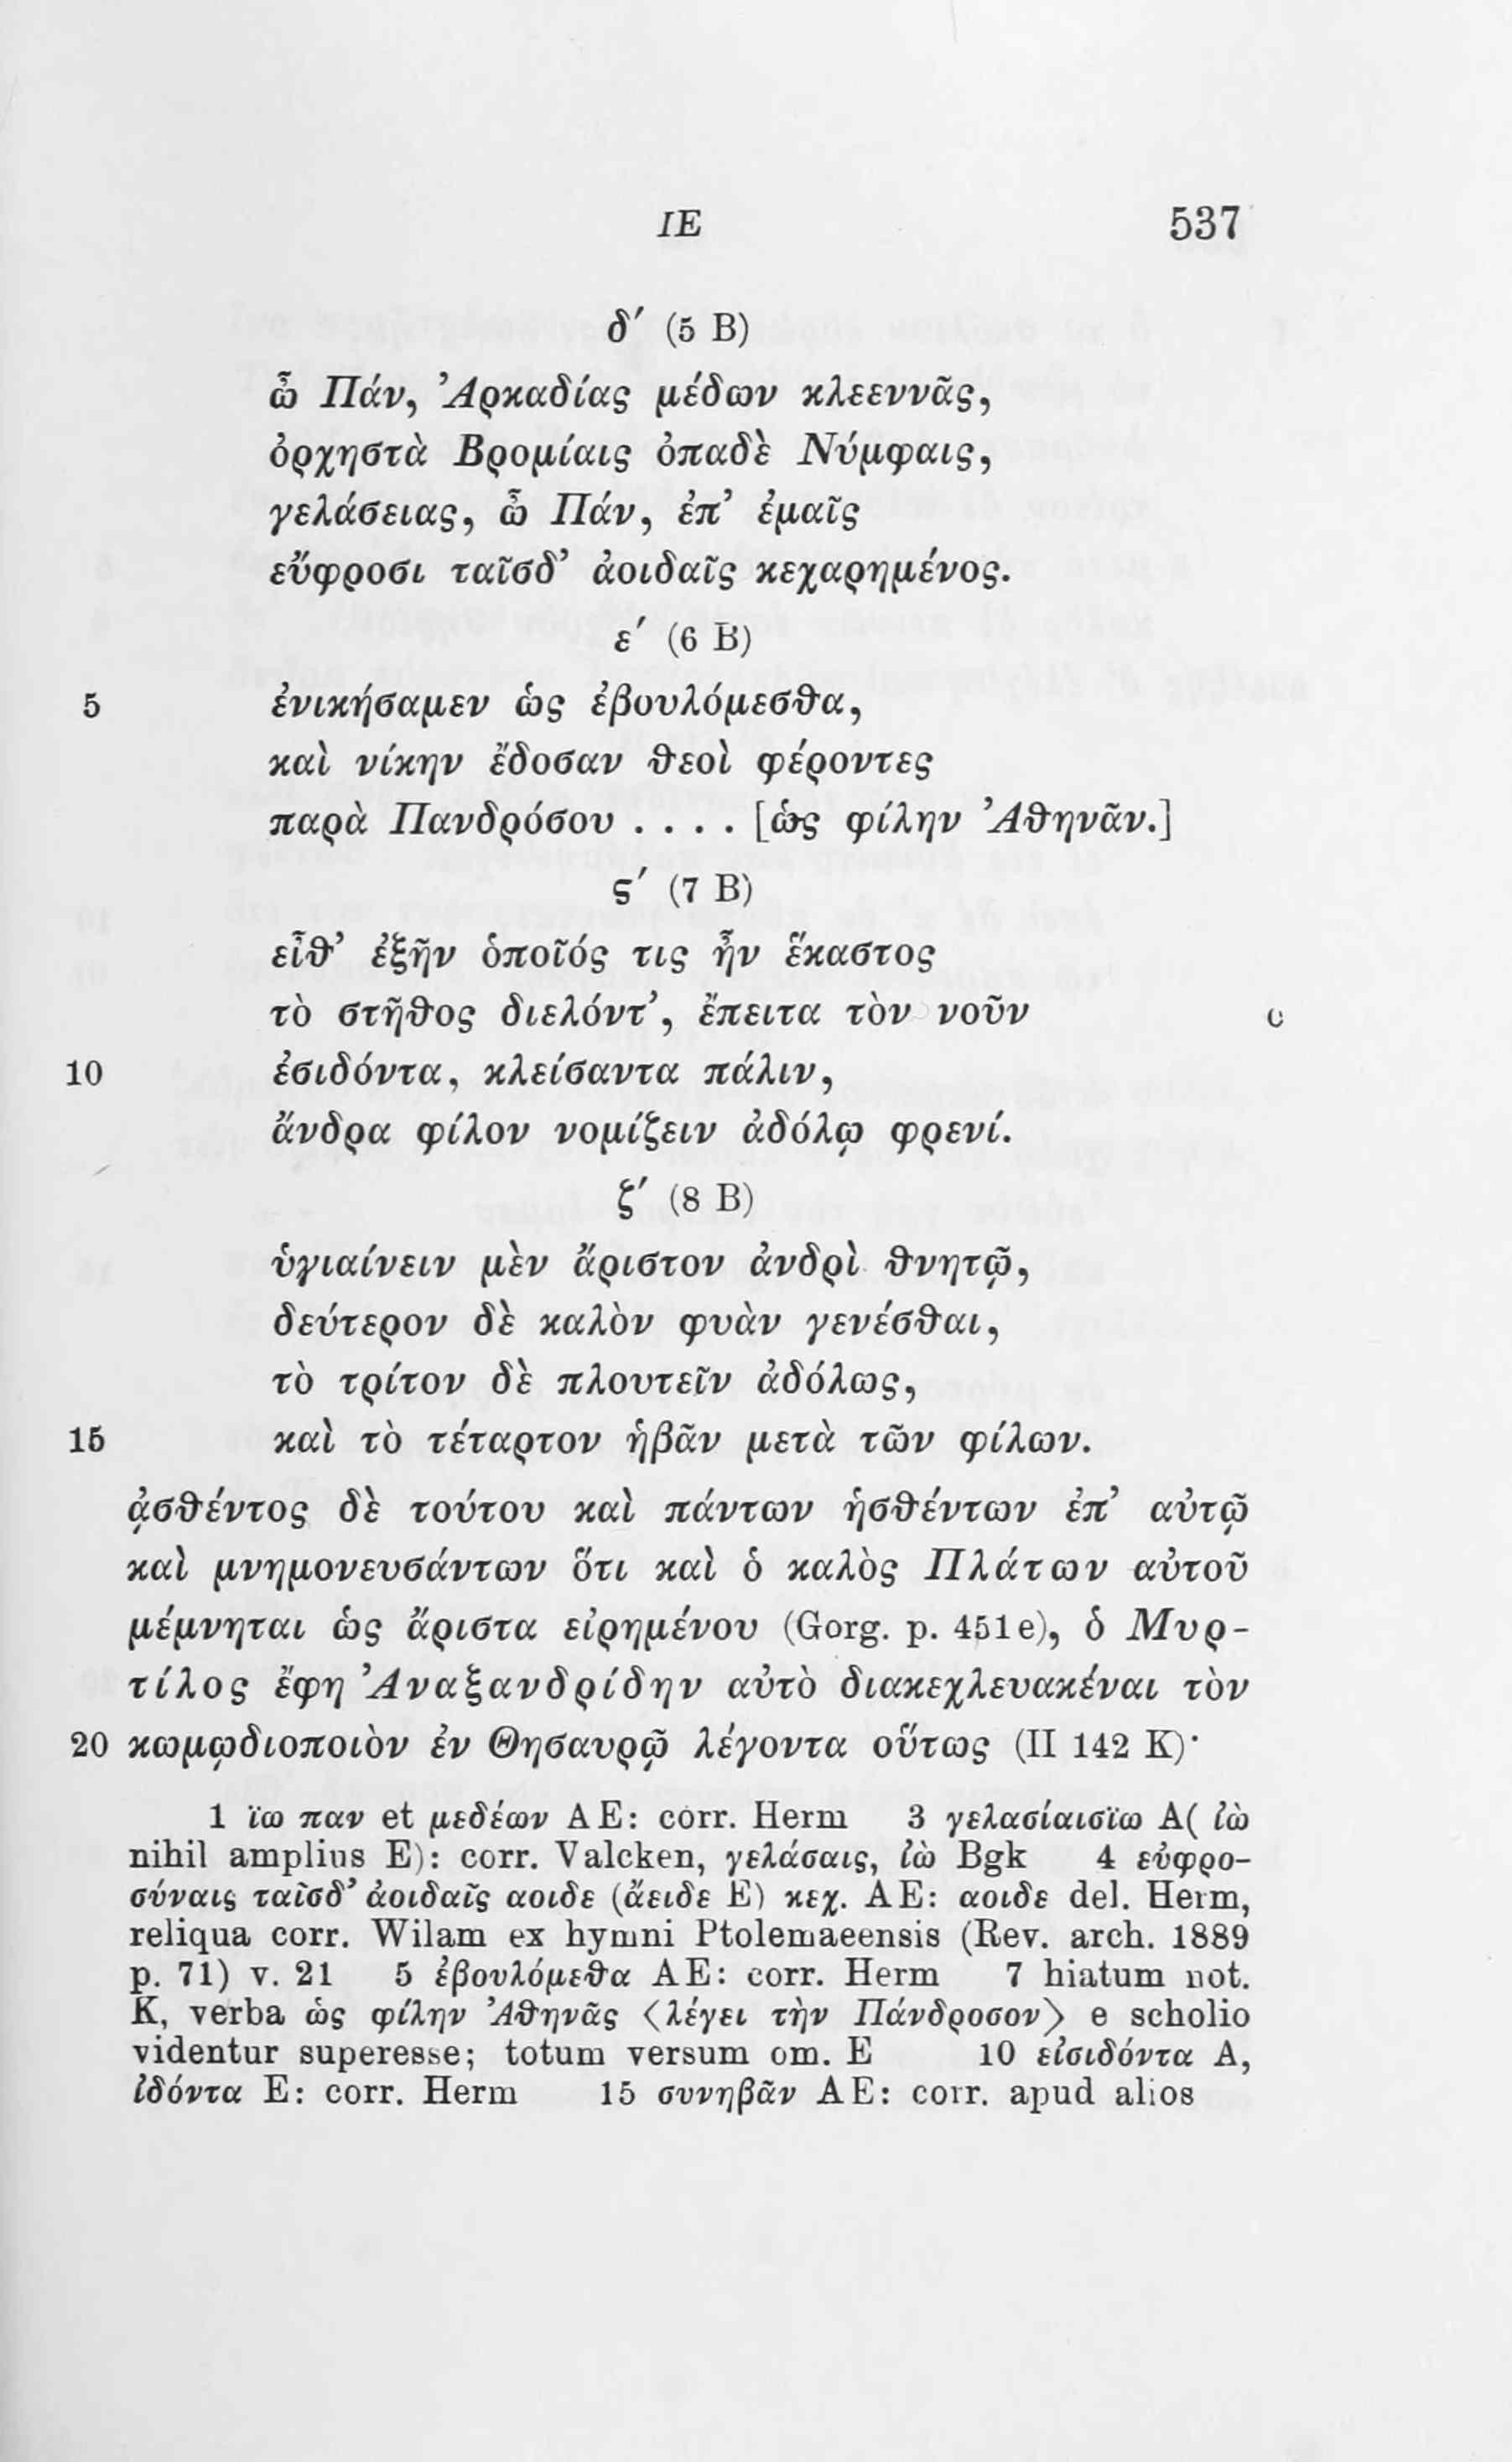 ΙΕ 537
δ′ (5 B)
ὦ Πάν, Ἀρκαδίας μέδων κλεεννᾶς,
ὀρχηστὰ Βρομίαις ὀπαδὲ Νύμφαις,
γελάσειας, ὦ Πάν, ἐπ’ ἐμαῖς
εὔφροσι ταῖσδ’ ἀοιδαῖς κεχαρημένος.
ε′ (6 B)
5 ἐνικήσαμεν ὡς ἐβουλόμεσθα,
καὶ νίκην ἔδοσαν θεοὶ φέροντες
παρὰ Πανδρόσου . . . . [ὡς φίλην Ἀθηνᾶν.]
ϛ′ (7 B)
εἶθ’ ἐξῆν ὁποῖός τις ἦν ἕκαστος
τὸ στῆθος διελόντ’, ἔπειτα τὸν νοῦν c
10 ἐσιδόντα, κλείσαντα πάλιν,
ἄνδρα φίλον νομίζειν ἀδόλῳ φρενί.
ζ′ (8 B)
ὑγιαίνειν μὲν ἄριστον ἀνδρὶ θνητῷ,
δεύτερον δὲ καλὸν φυὰν γενέσθαι,
τὸ τρίτον δὲ πλουτεῖν ἀδόλως,
15 καὶ τὸ τέταρτον ἡβᾶν μετὰ τῶν φίλων.
ᾀσθέντος δὲ τούτου καὶ πάντων ἡσθέντων ἐπ’ αὐτῷ
καὶ μνημονευσάντων ὅτι καὶ ὁ καλὸς Πλάτων αὐτοῦ
μέμνηται ὡς ἄριστα εἰρημένου (Gorg. p. 451e), ὁ Μυρ-
τίλος ἔφη Ἀναξανδρίδην αὐτὸ διακεχλευακέναι τὸν
20 κωμῳδιοποιὸν ἐν Θησαυρῷ λέγοντα οὕτως (II 142 K)·
1 ϊω παν et μεδέων AE: corr. Herm 3 γελασίαισϊω A( ἰὼ
nihil amplius E): corr. Valcken, γελάσαις, ἰὼ Bgk 4 εὐφρο-
σύναις ταῖσδ’ ἀοιδαῖς αοιδε (ἄειδε E) κεχ. AE: αοιδε del. Herm,
reliqua corr. Wilam ex hymni Ptolemaeensis (Rev. arch. 1889
p. 71) v. 21 5 ἐβουλόμεθα AE: corr. Herm 7 hiatum not.
K, verba ὡς φίλην Ἀθηνᾶς ⟨λέγει τὴν Πάνδροσον⟩ e scholio
videntur superesse; totum versum om. E 10 εἰσιδόντα A,
ἰδόντα E: corr. Herm 15 συνηβᾶν AE: corr. apud alios